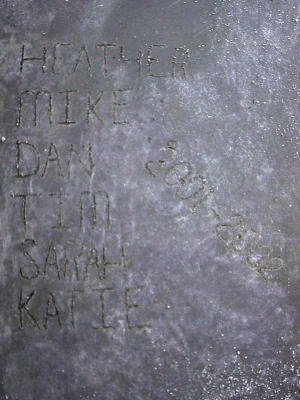 HEATHER
MIKE
DAN
TIM
SARAH
KATIE